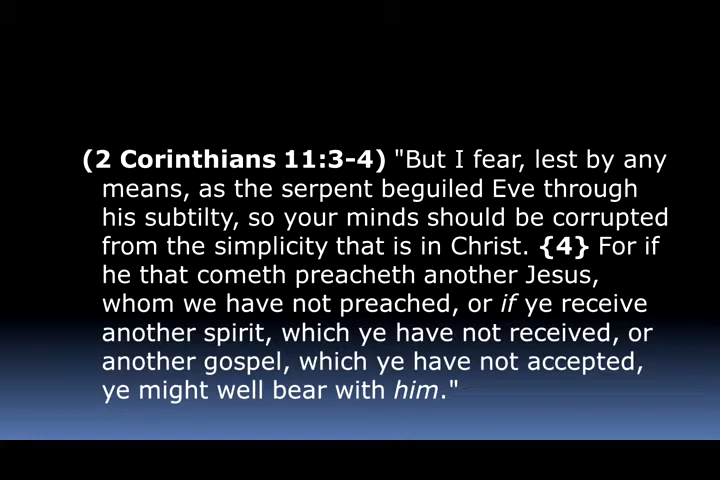 (2 Corinthians 11:3-4) "But I fear, lest by any
means, as the serpent beguiled Eve through
his subtilty, so your minds should be corrupted
from the simplicity that is in Christ. {4} For if
he that cometh preacheth another Jesus,
whom we have not preached, or if ye receive
another spirit, which ye have not received, or
another gospel, which ye have not accepted,
ye might well bear with him."